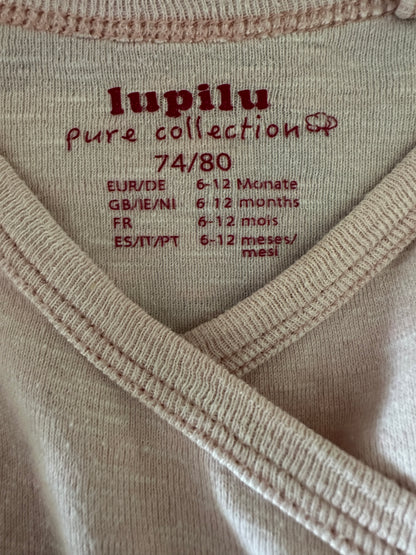 lupilu
pure collection
74/80
EUR/DE 6-12 Monate
GB/IE/NI 6-12 months
FR 6-12 mois
ES/IT/PT 6-12 meses/
mesi